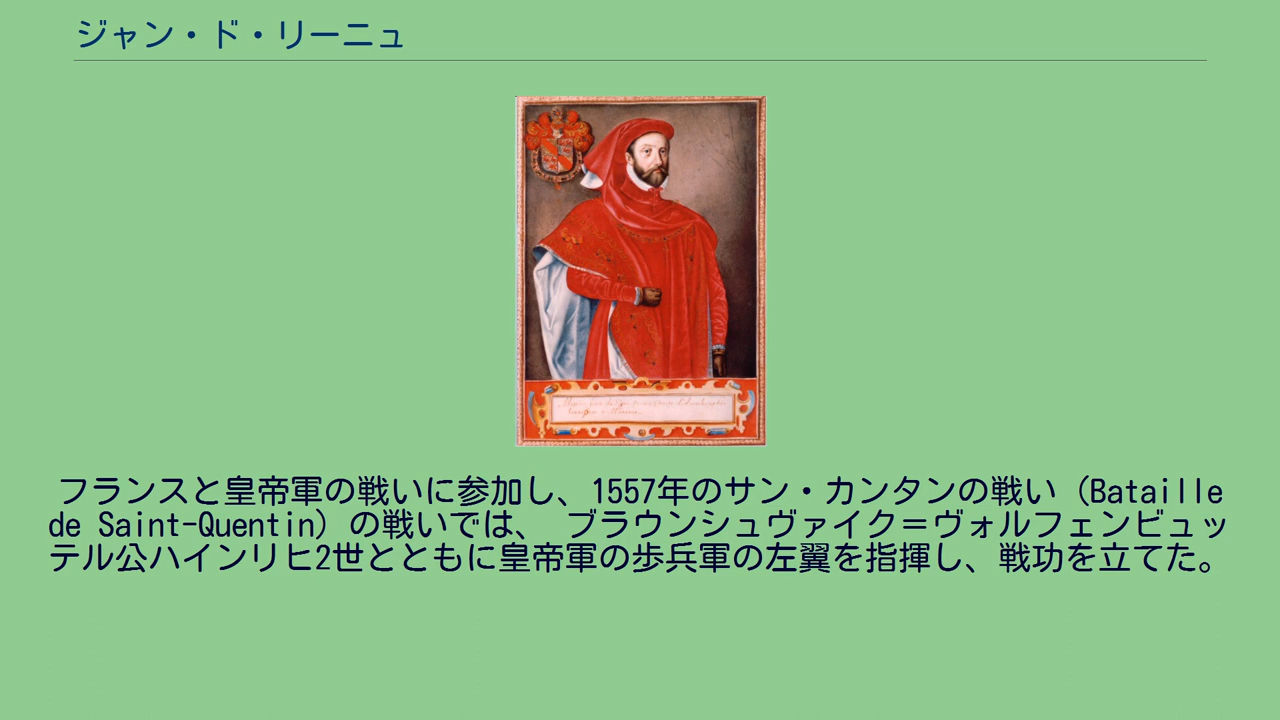 ジャン・ド・リーニュ
フランスと皇帝軍の戦いに参加し、1557年のサン・カンタンの戦い（Bataille
de Saint-Quentin）の戦いでは、 ブラウンシュヴァイク＝ヴォルフェンビュッ
テル公ハインリヒ2世とともに皇帝軍の歩兵軍の左翼を指揮し、戦功を立てた。